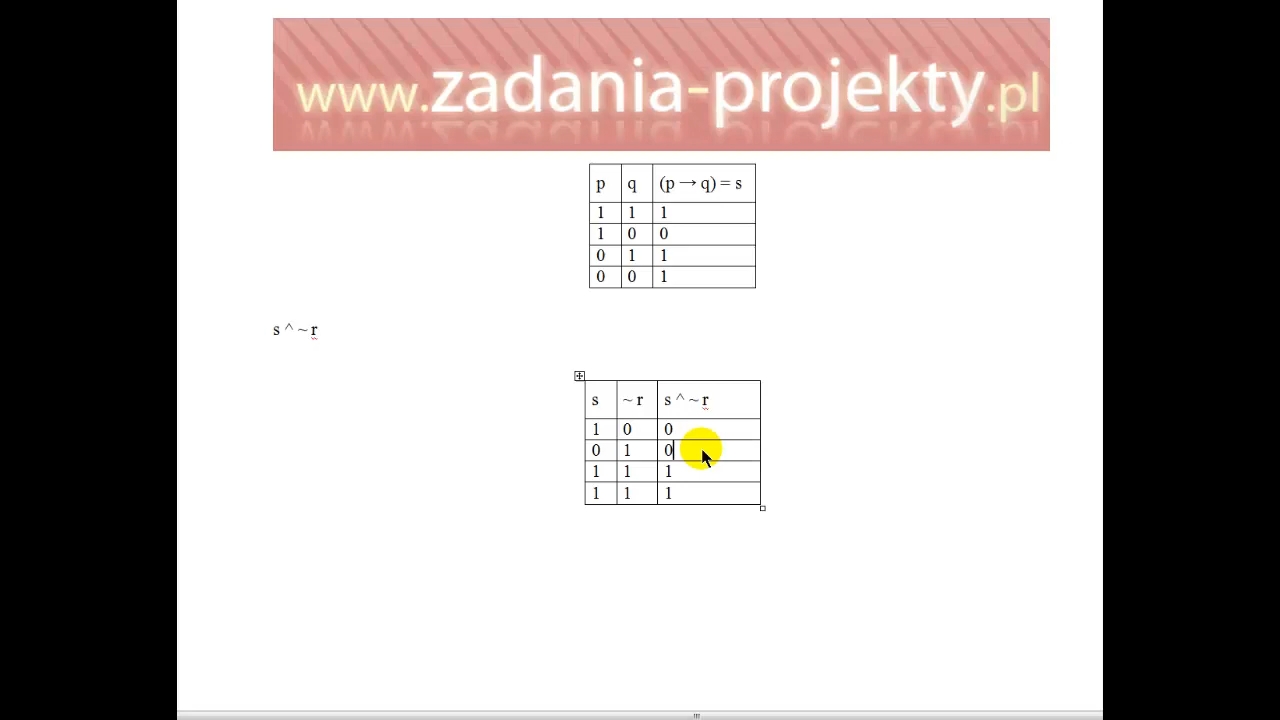 www.zadania-projekty.pl
p q (p → q) = s
1 1 1
1 0 0
0 1 1
0 0 1
s ^ ~ r
s ~ r s ^ ~ r
1 0 0
0 1 0
1 1 1
1 1 1